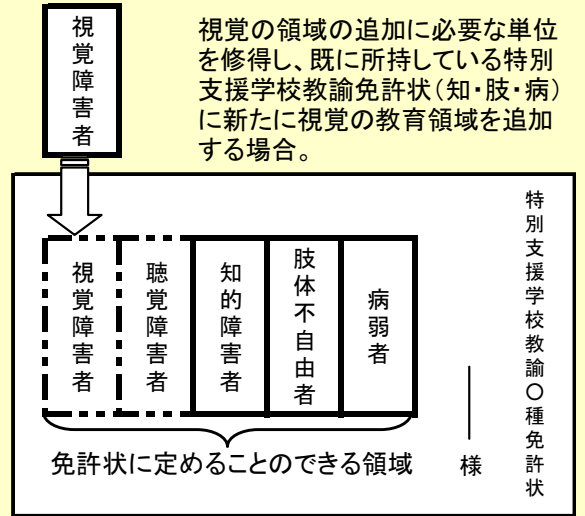 視覚障害者
視覚の領域の追加に必要な単位
を修得し、既に所持している特別
支援学校教諭免許状（知・肢・病）
に新たに視覚の教育領域を追加
する場合。
特別支援学校教諭〇種免許状
―― 様
病弱者
肢体不自由者
知的障害者
聴覚障害者
視覚障害者
免許状に定めることのできる領域